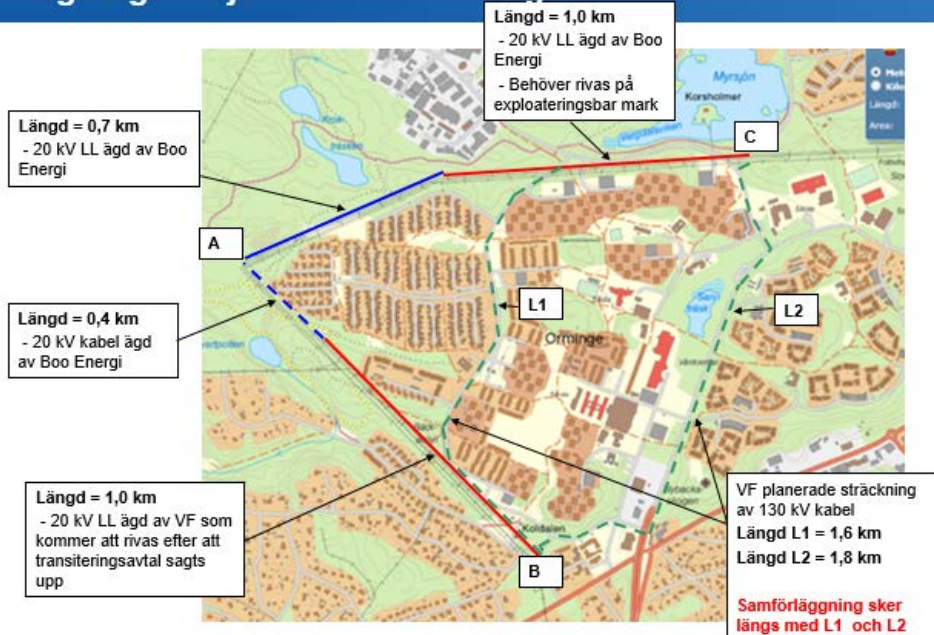 Längd = 1,0 km
- 20 kV LL ägd av Boo
Energi
- Behöver rivas på
exploateringsbar mark
Längd = 0,7 km
- 20 kV LL ägd av Boo
Energi
Myrsjön
Korsholmen
Längd:
Area:
C
A
L1
L2
Orminge
Längd = 0,4 km
- 20 kV kabel ägd
av Boo Energi
Längd = 1,0 km
- 20 kV LL ägd av VF som
kommer att rivas efter att
transiteringsavtal sagts
upp
Koldalen
B
VF planerade sträckning
av 130 kV kabel
Längd L1 = 1,6 km
Längd L2 = 1,8 km
Samförläggning sker
längs med L1 och L2